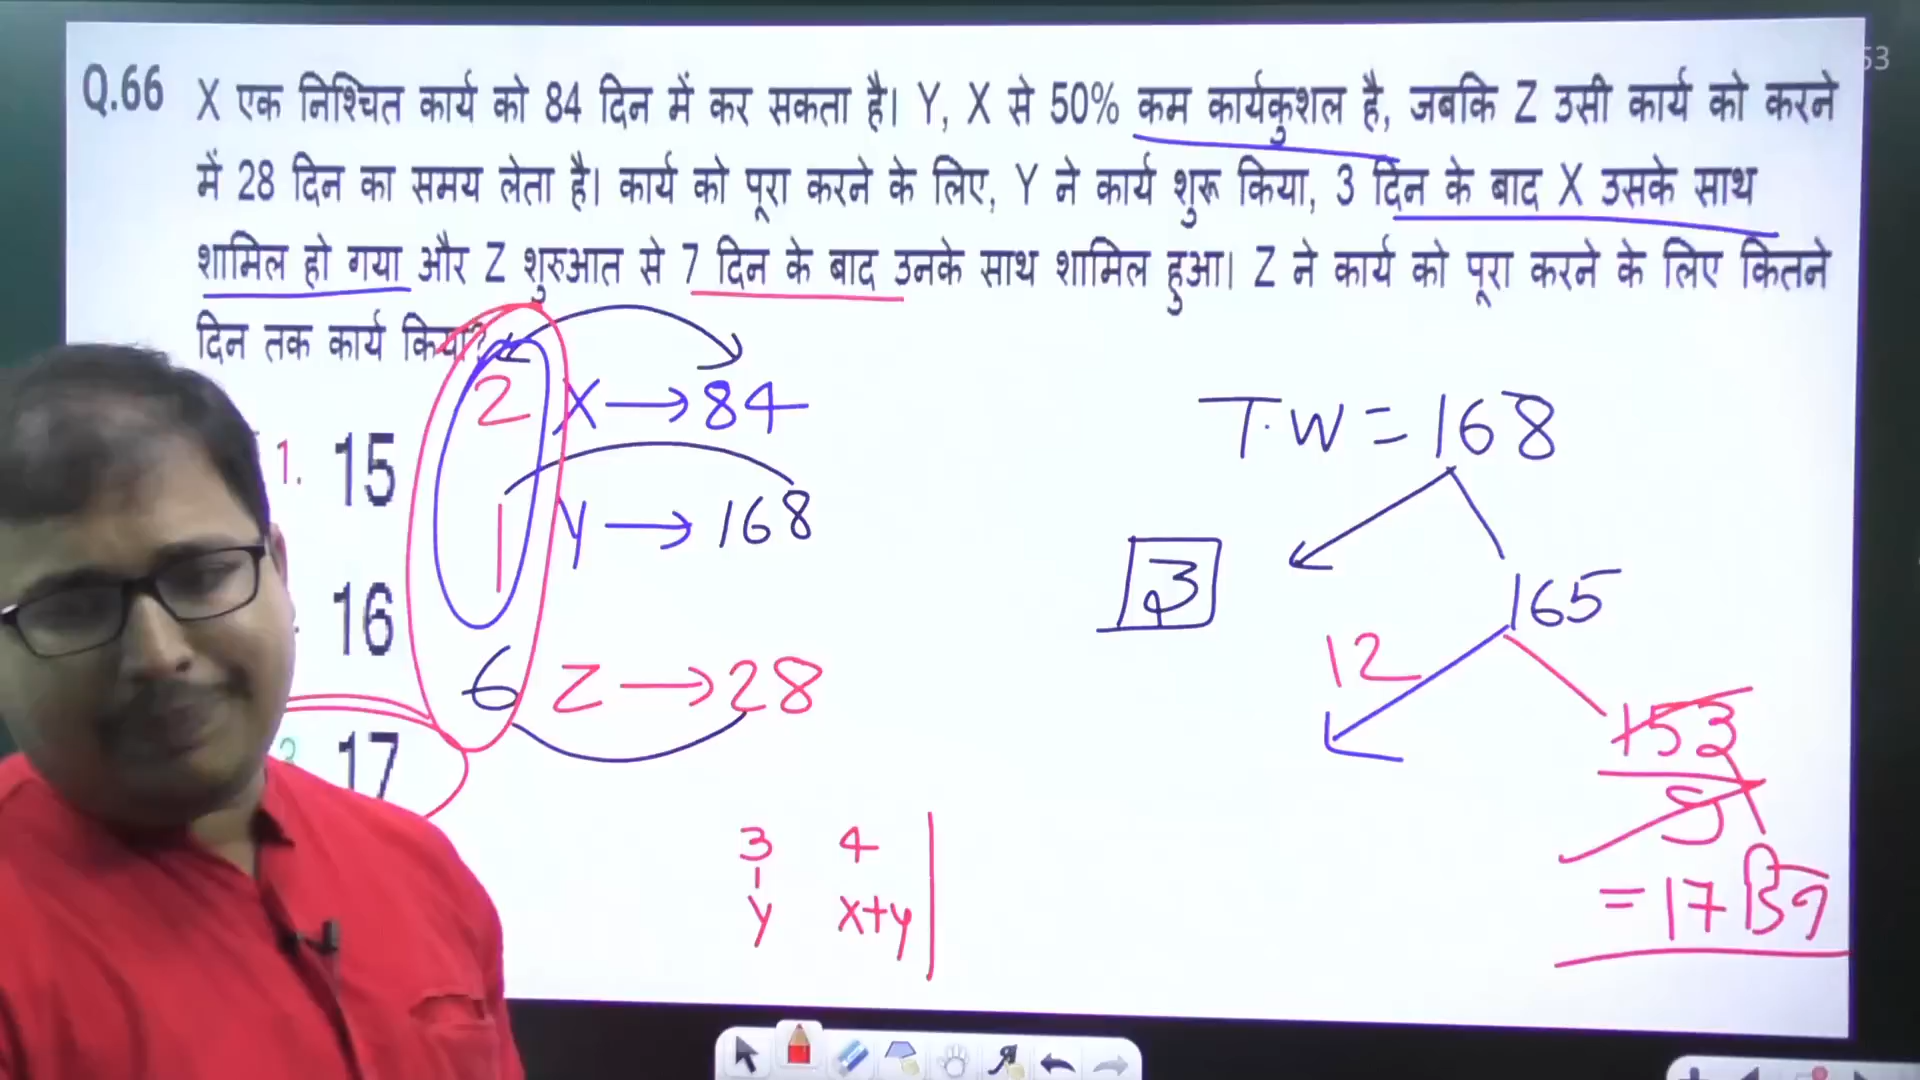 53
Q.66 X एक निश्चित कार्य को 84 दिन में कर सकता है। Y, X से 50% कम कार्यकुशल है, जबकि Z उसी कार्य को करने
में 28 दिन का समय लेता है। कार्य को पूरा करने के लिए, Y ने कार्य शुरू किया, 3 दिन के बाद X उसके साथ
शामिल हो गया और Z शुरुआत से 7 दिन के बाद उनके साथ शामिल हुआ। Z ने कार्य को पूरा करने के लिए कितने
दिन तक कार्य किया?
2 X → 84
T.W = 168
1. 15
1 Y → 168
3
165
16
12
6 Z → 28
153
17
9
3 4
= 17 दिन
y x+y